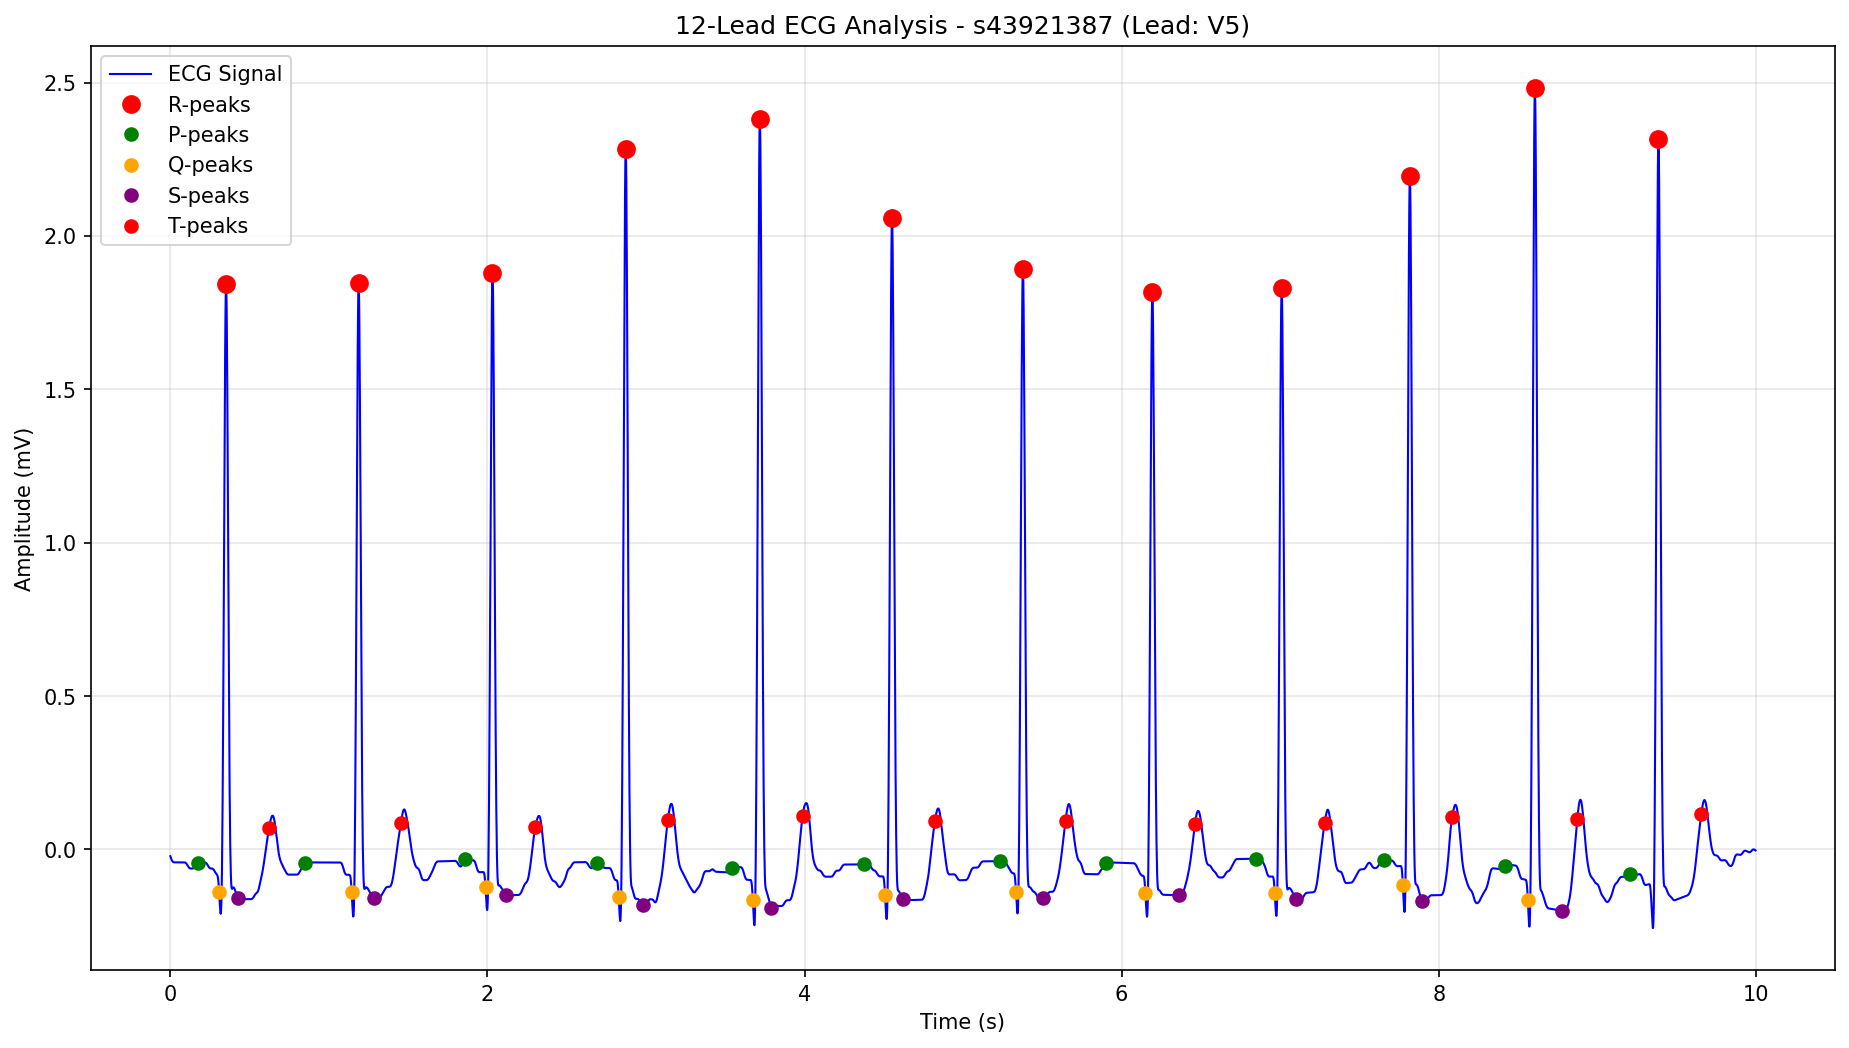 12-Lead ECG Analysis - s43921387 (Lead: V5)
ECG Signal
R-peaks
P-peaks
Q-peaks
S-peaks
T-peaks
2.5
2.0
1.5
1.0
0.5
0.0
Amplitude (mV)
0 2 4 6 8 10
Time (s)